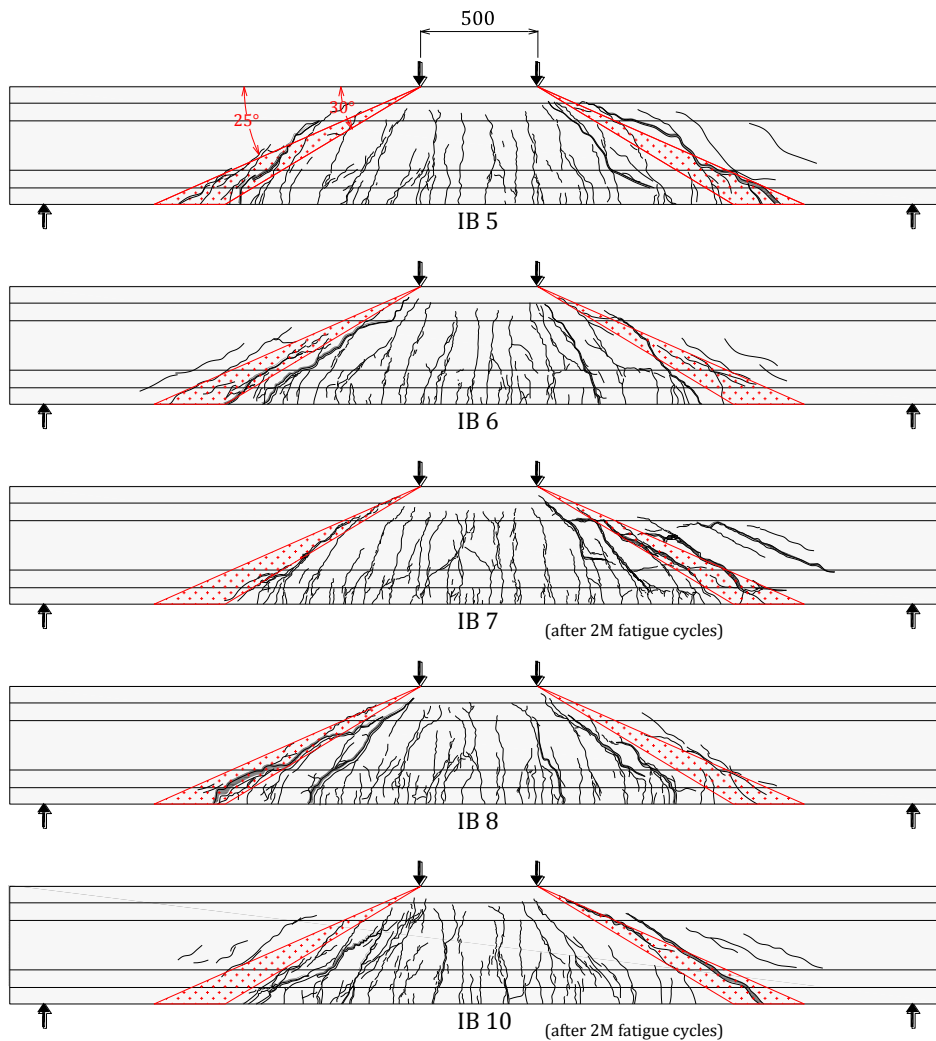 500
30°
25°
IB 5
IB 6
IB 7
(after 2M fatigue cycles)
IB 8
IB 10
(after 2M fatigue cycles)